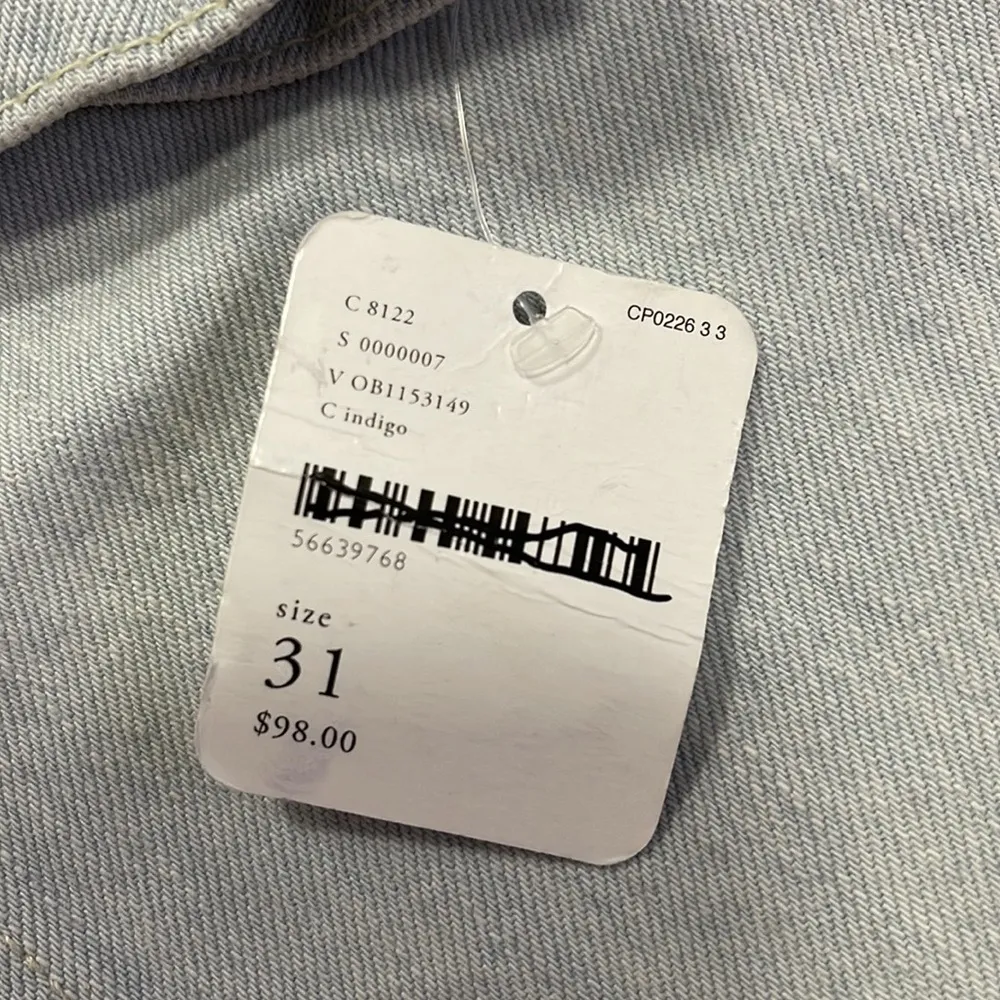 C 8122
CP0226 3 3
S 0000007
V OB1153149
C indigo
56639768
size
31
$98.00